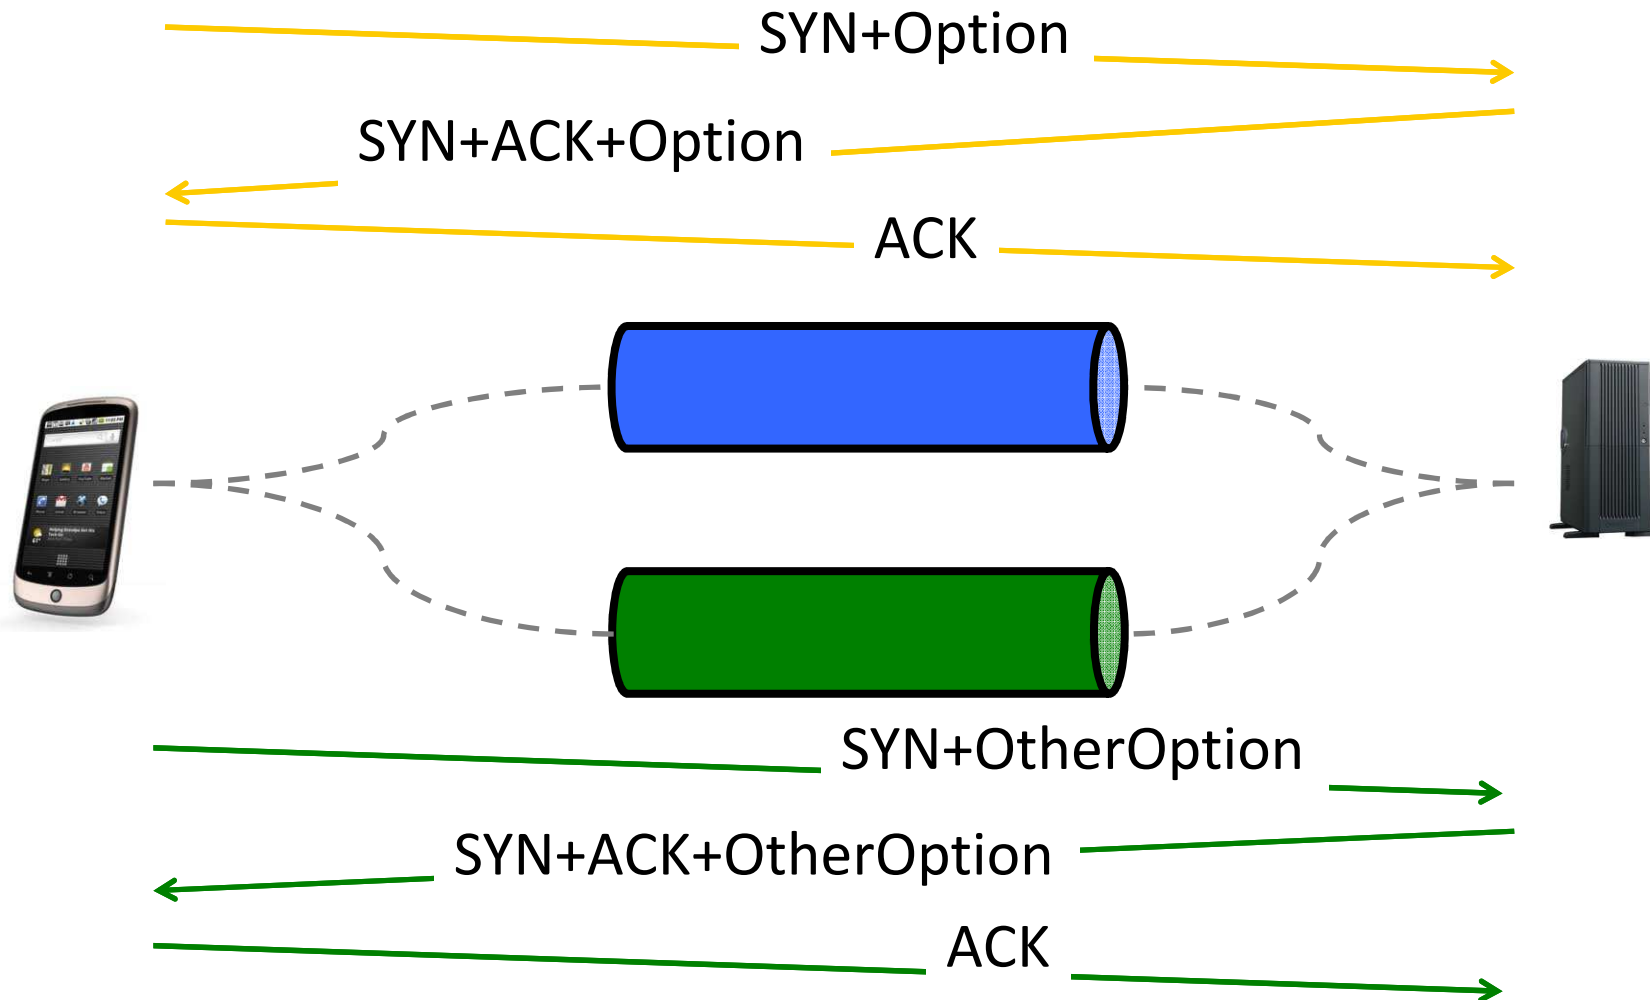 SYN+Option
SYN+ACK+Option
ACK
SYN+OtherOption
SYN+ACK+OtherOption
ACK